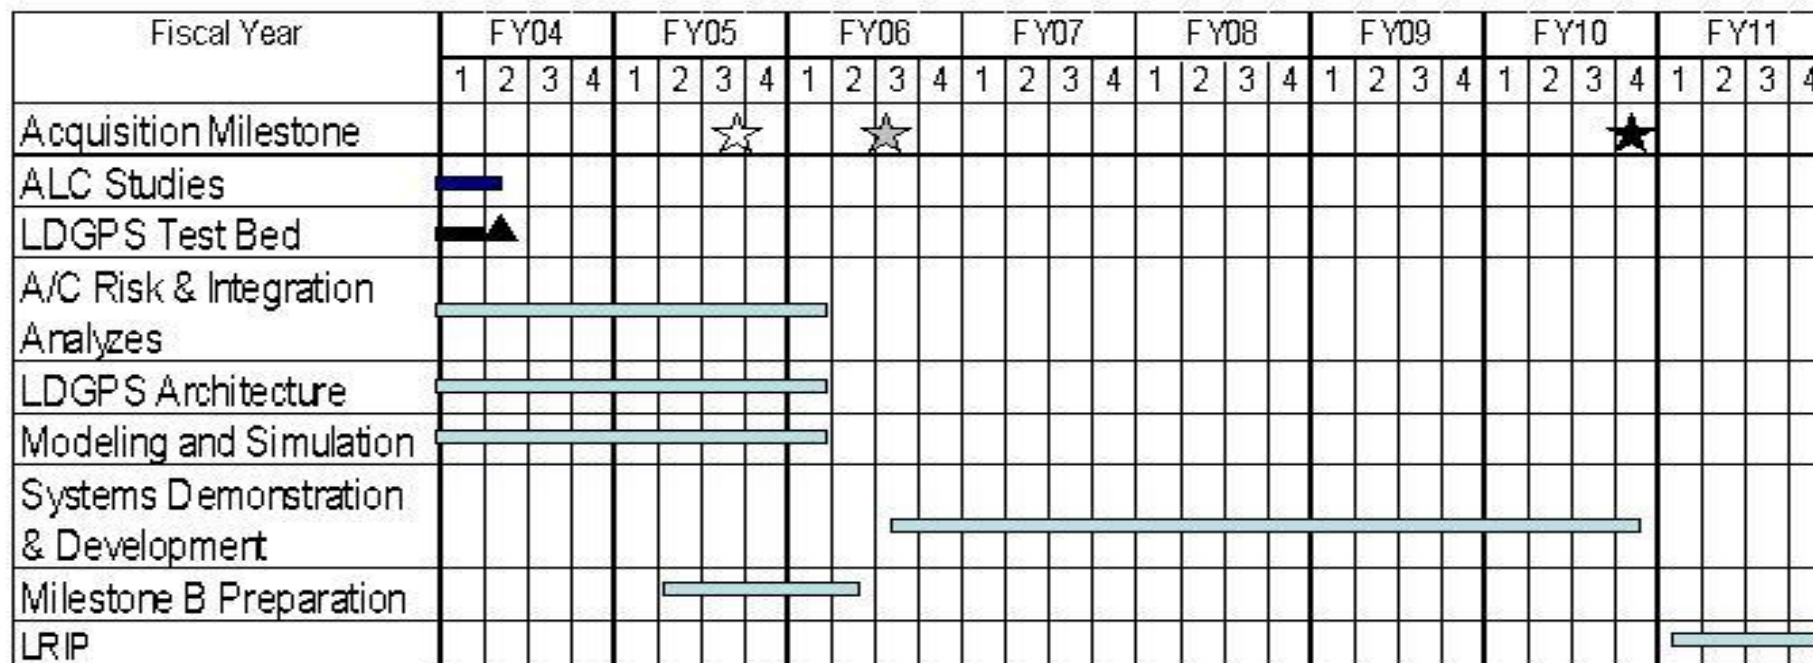 Fiscal Year FY04 FY05 FY06 FY07 FY08 FY09 FY10 FY11
1 2 3 4 1 2 3 4 1 2 3 4 1 2 3 4 1 2 3 4 1 2 3 4 1 2 3 4 1 2 3 4
Acquisition Milestone
ALC Studies
LDGPS Test Bed
A/C Risk & Integration
Analyzes
LDGPS Architecture
Modeling and Simulation
Systems Demonstration
& Development
Milestone B Preparation
LRIP